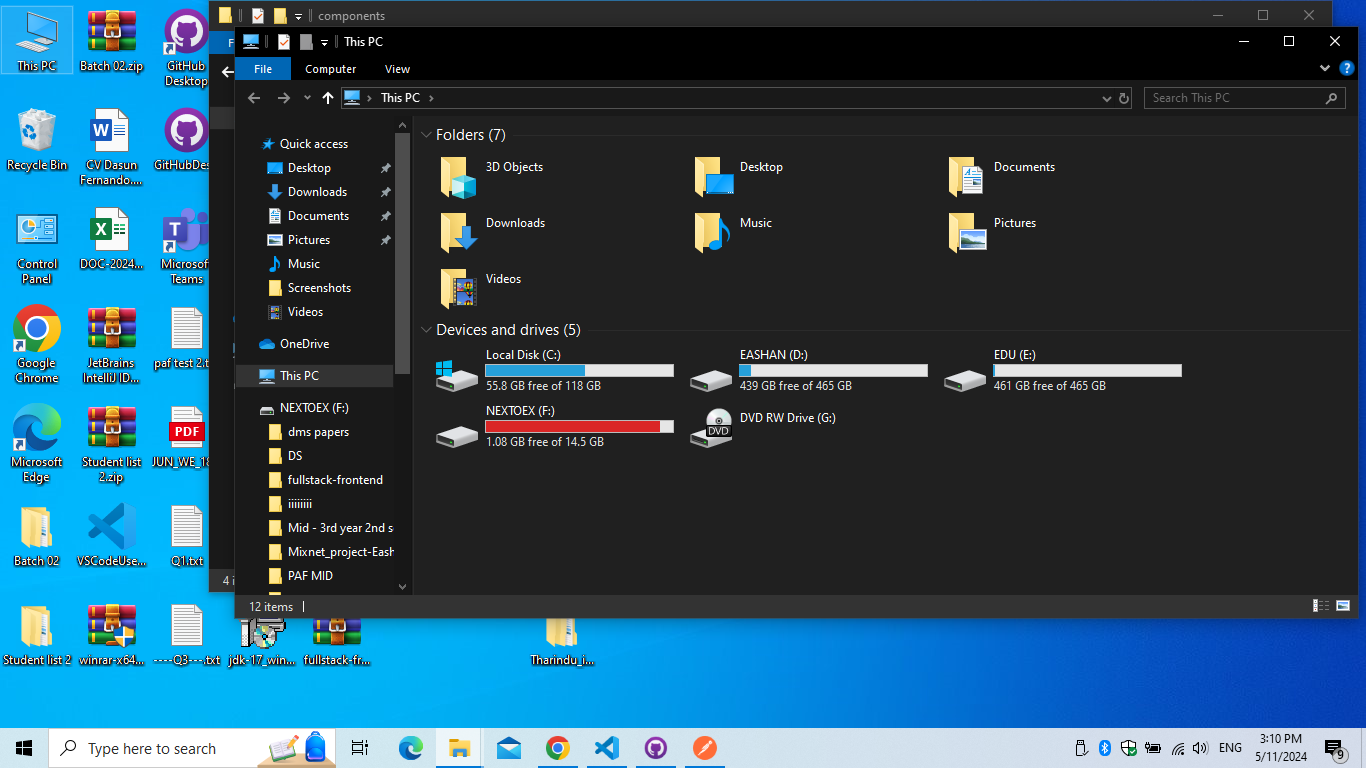 components
This PC
File
Computer
View
This PC
Search This PC
Quick access
Desktop
Downloads
Documents
Pictures
Music
Screenshots
Videos
OneDrive
This PC
NEXTOEX (F:)
dms papers
DS
fullstack-frontend
iiiiiiiii
Mid - 3rd year 2nd s
Mixnet_project-Eash
PAF MID
Folders (7)
3D Objects
Desktop
Documents
Downloads
Music
Pictures
Videos
Devices and drives (5)
Local Disk (C:)
55.8 GB free of 118 GB
EASHAN (D:)
439 GB free of 465 GB
EDU (E:)
461 GB free of 465 GB
NEXTOEX (F:)
1.08 GB free of 14.5 GB
DVD RW Drive (G:)
DVD
12 items
4 i
This PC
Batch 02.zip
GitHub
Desktop
Recycle Bin
CV Dasun
Fernando....
GitHubDes
Control
Panel
DOC-2024...
Microsoft
Teams
Google
Chrome
JetBrains
IntelliJ ID...
paf test 2.t
Microsoft
Edge
Student list
2.zip
PDF
JUN_WE_18
Batch 02
VSCodeUse...
Q1.txt
Student list 2
winrar-x64...
----Q3---.txt
jdk-17_win...
fullstack-fr...
Tharindu_i...
Type here to search
ENG
3:10 PM
5/11/2024
9